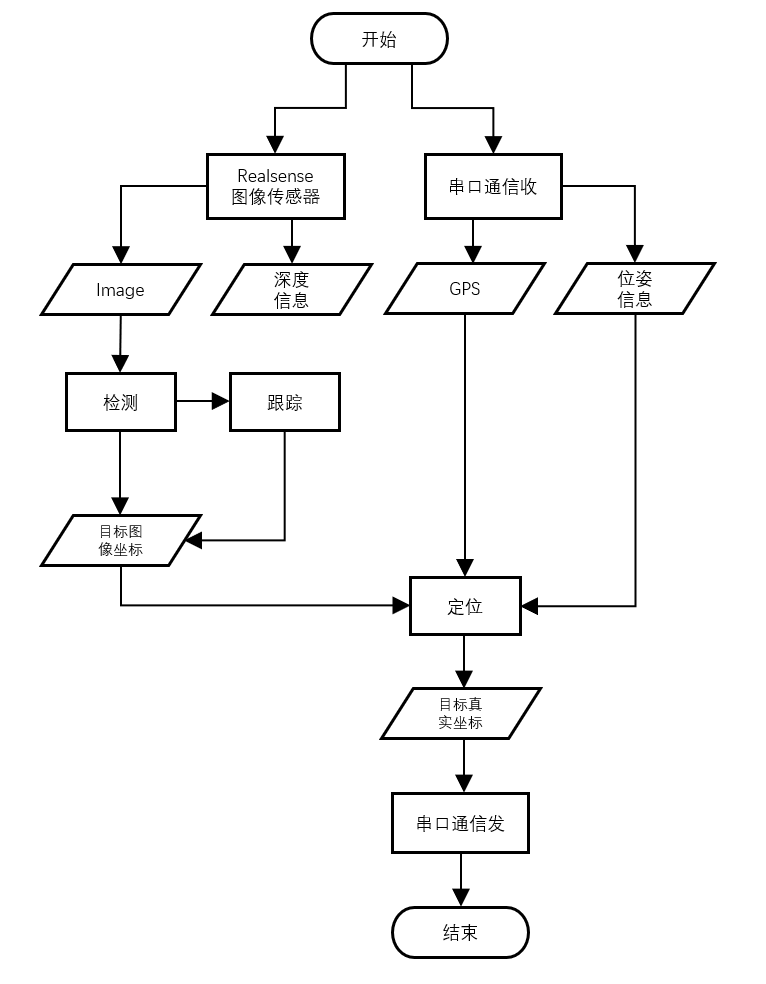 开始
Realsense
图像传感器
串口通信收
Image
深度
信息
GPS
位姿
信息
检测
跟踪
目标图
像坐标
定位
目标真
实坐标
串口通信发
结束